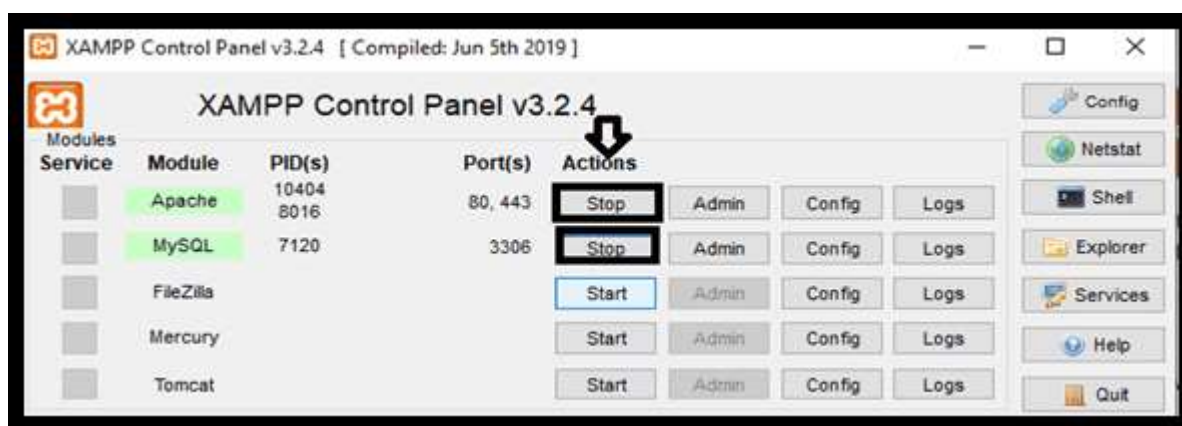 XAMPP Control Panel v3.2.4 [ Compiled: Jun 5th 2019 ]
XAMPP Control Panel v3.2.4
Config
Modules
Netstat
Service Module PID(s) Port(s) Actions
Apache 10404 8016 80, 443 Stop Admin Config Logs
Shell
MySQL 7120 3306 Stop Admin Config Logs
Explorer
FileZilla Start Admin Config Logs
Services
Mercury Start Admin Config Logs
Help
Tomcat Start Admin Config Logs
Quit